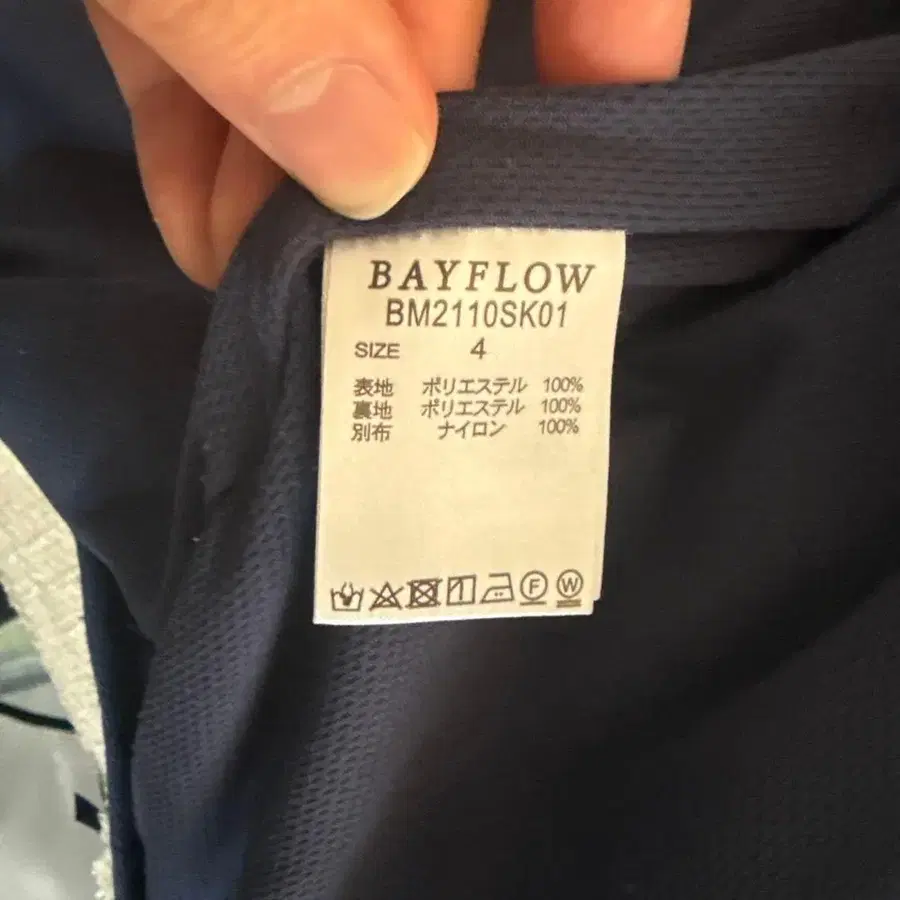 BAYFLOW
BM2110SK01
SIZE 4
表地 ポリエステル 100%
裏地 ポリエステル 100%
別布 ナイロン 100%
F W